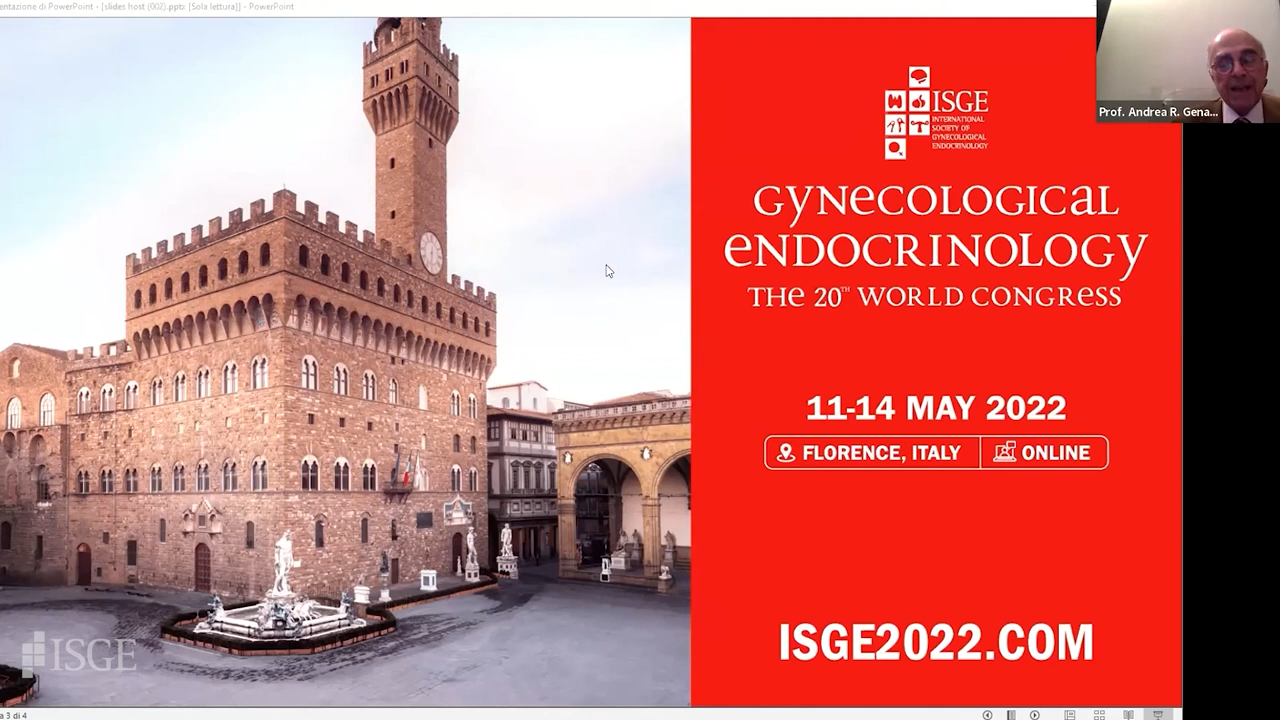 entazione di PowerPoint - [slides host (002).ppt: [Sola lettura]] - PowerPoint
Prof. Andrea R. Gena...
ISGE
INTERNATIONAL
SOCIETY OF
GYNECOLOGICAL
ENDOCRINOLOGY
GYNECOLOGICAL
ENDOCRINOLOGY
THE 20TH WORLD CONGRESS
11-14 MAY 2022
FLORENCE, ITALY
ONLINE
ISGE2022.COM
ISGE
a 3 di 4